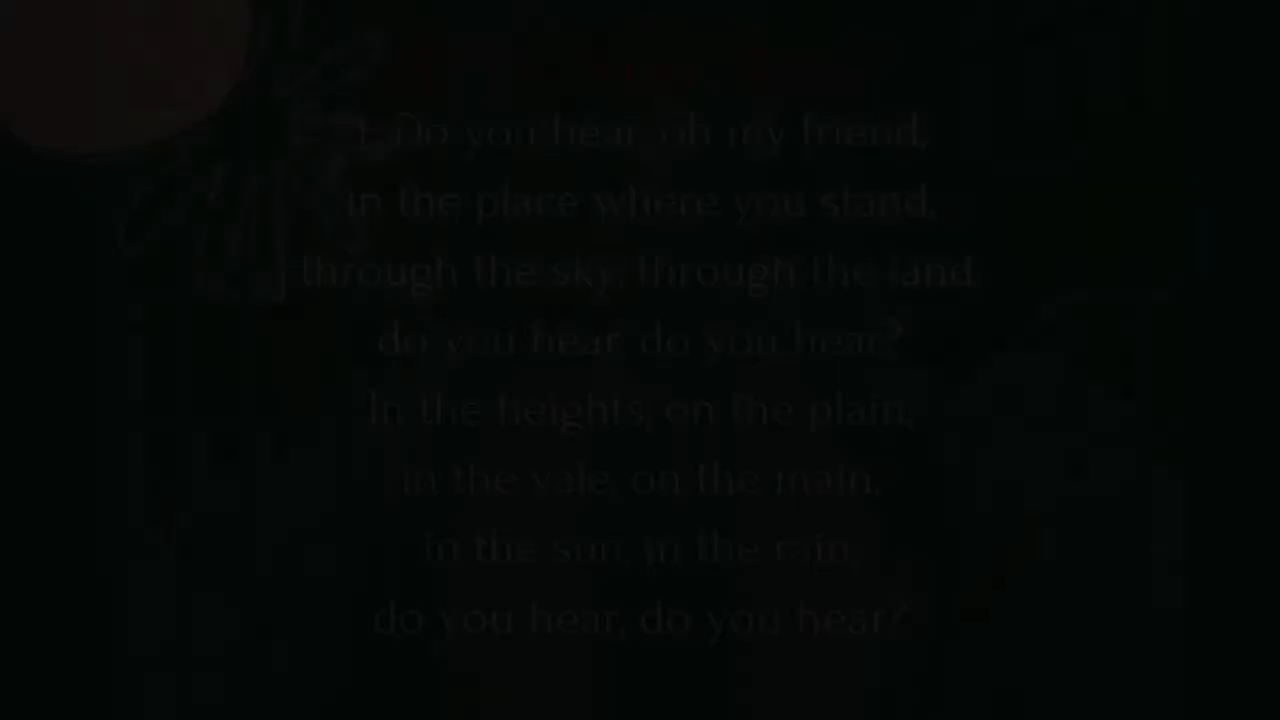 1. Do you hear, oh my friend,
in the place where you stand,
through the sky, through the land,
do you hear, do you hear?
In the heights, on the plain,
in the vale, on the main,
in the sun, in the rain,
do you hear, do you hear?